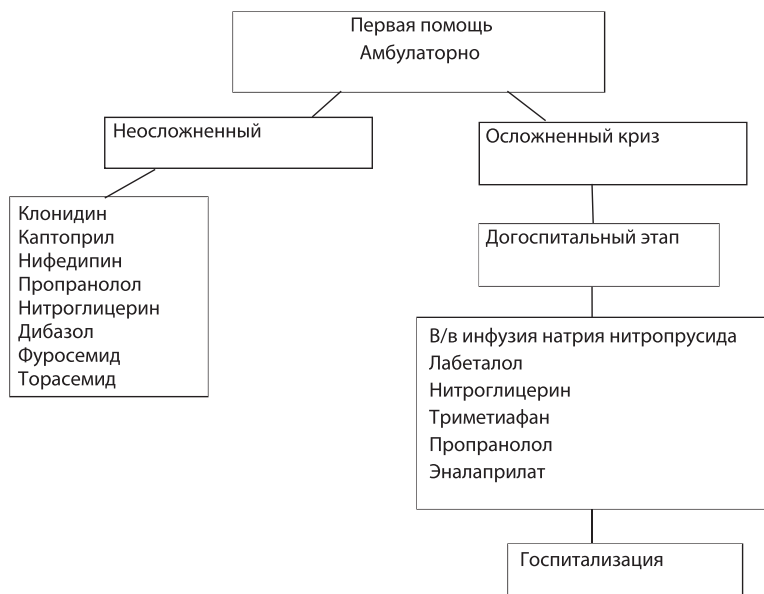 Первая помощь
Амбулаторно
Неосложненный
Осложненный криз
Клонидин
Каптоприл
Нифедипин
Пропранолол
Нитроглицерин
Дибазол
Фуросемид
Торасемид
Догоспитальный этап
В/в инфузия натрия нитропрусида
Лабеталол
Нитроглицерин
Триметиафан
Пропранолол
Эналаприлат
Госпитализация